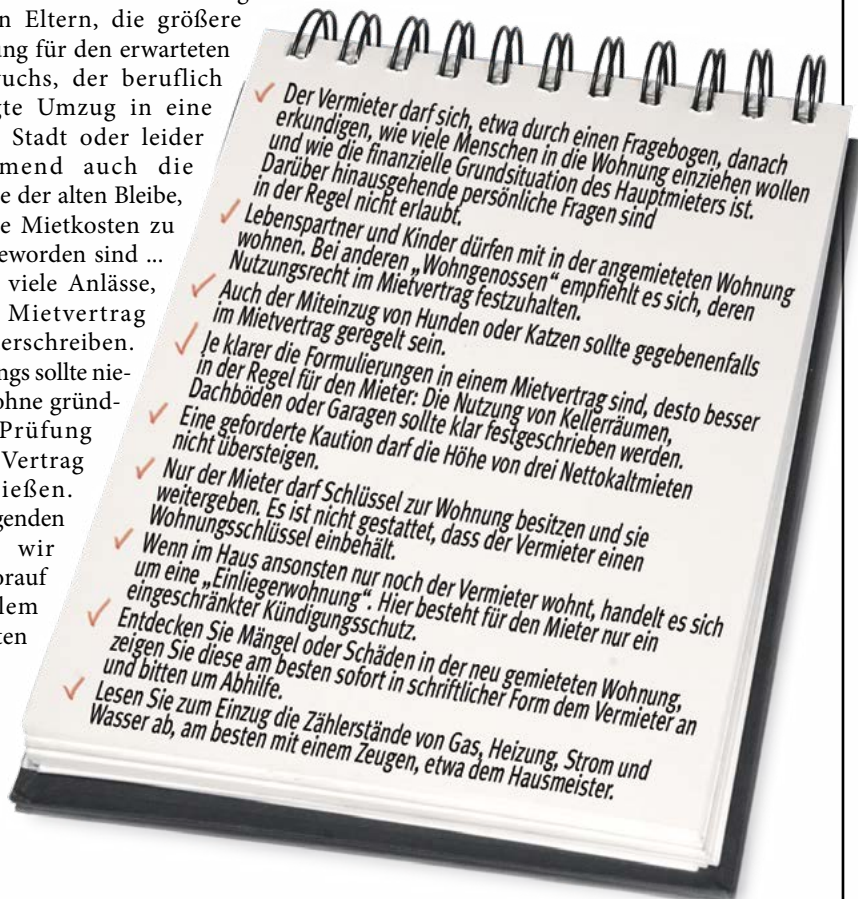 n Eltern, die größere
ung für den erwarteten
uchs, der beruflich
gte Umzug in eine
Stadt oder leider
mend auch die
e der alten Bleibe,
e Mietkosten zu
eworden sind ...
viele Anlässe,
Mietvertrag
erschreiben.
ngs sollte nie-
ohne gründ-
Prüfung
Vertrag
ießen.
genden
wir
orauf
lem
ten
✓ Der Vermieter darf sich, etwa durch einen Fragebogen, danach
erkundigen, wie viele Menschen in die Wohnung einziehen wollen
und wie die finanzielle Grundsituation des Hauptmieters ist.
Darüber hinausgehende persönliche Fragen sind
in der Regel nicht erlaubt.
✓ Lebenspartner und Kinder dürfen mit in der angemieteten Wohnung
wohnen. Bei anderen „Wohngenossen“ empfiehlt es sich, deren
Nutzungsrecht im Mietvertrag festzuhalten.
✓ Auch der Miteinzug von Hunden oder Katzen sollte gegebenenfalls
im Mietvertrag geregelt sein.
✓ Je klarer die Formulierungen in einem Mietvertrag sind, desto besser
in der Regel für den Mieter: Die Nutzung von Kellerräumen,
Dachböden oder Garagen sollte klar festgeschrieben werden.
✓ Eine geforderte Kaution darf die Höhe von drei Nettokaltmieten
nicht übersteigen.
✓ Nur der Mieter darf Schlüssel zur Wohnung besitzen und sie
weitergeben. Es ist nicht gestattet, dass der Vermieter einen
Wohnungsschlüssel einbehält.
✓ Wenn im Haus ansonsten nur noch der Vermieter wohnt, handelt es sich
um eine „Einliegerwohnung“. Hier besteht für den Mieter nur ein
eingeschränkter Kündigungsschutz.
✓ Entdecken Sie Mängel oder Schäden in der neu gemieteten Wohnung,
zeigen Sie diese am besten sofort in schriftlicher Form dem Vermieter an
und bitten um Abhilfe.
✓ Lesen Sie zum Einzug die Zählerstände von Gas, Heizung, Strom und
Wasser ab, am besten mit einem Zeugen, etwa dem Hausmeister.